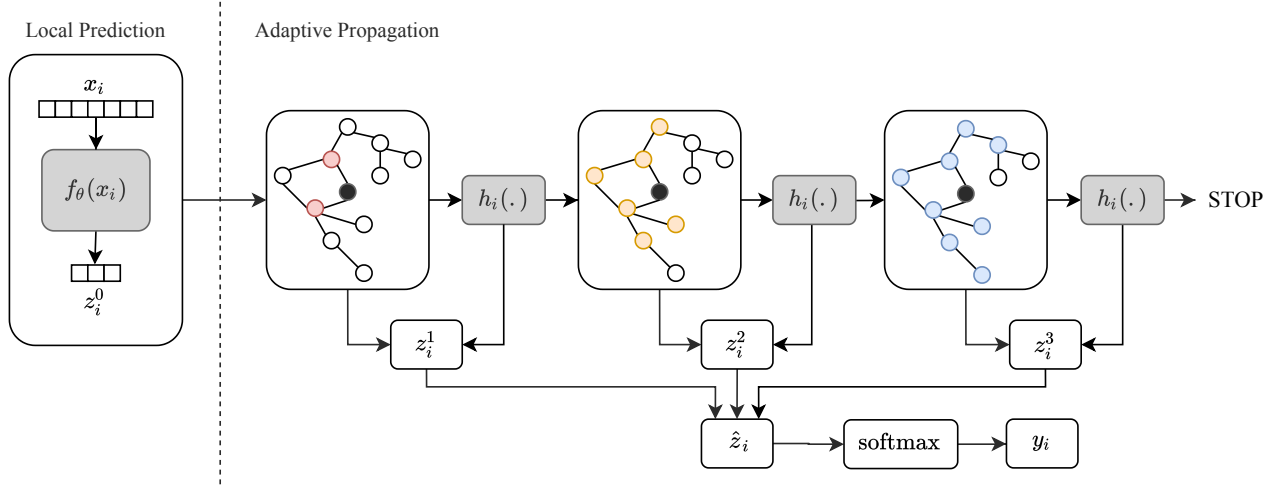 Local Prediction
Adaptive Propagation
x_i
f_θ(x_i)
z_i^0
h_i(.)
h_i(.)
h_i(.)
STOP
z_i^1
z_i^2
z_i^3
ẑ_i
softmax
y_i